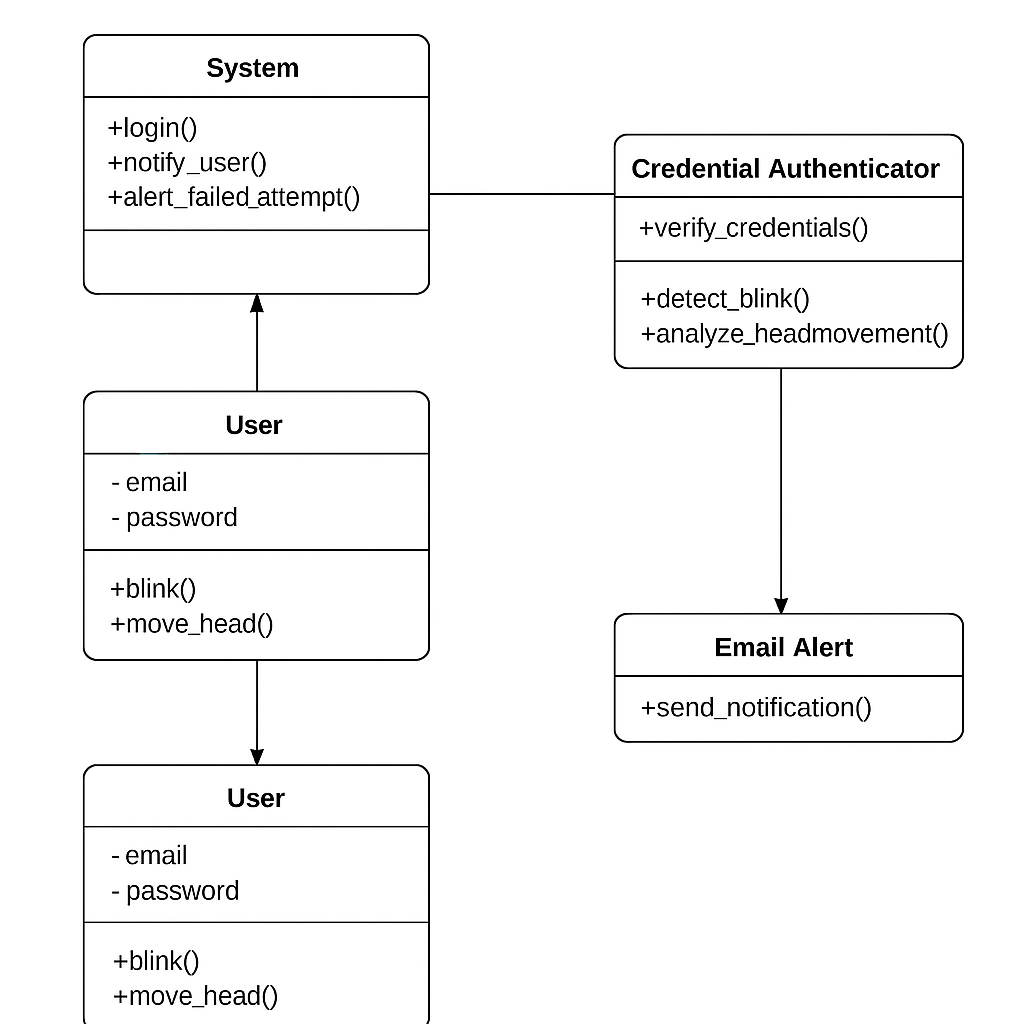 System
+login()
+notify_user()
+alert_failed_attempt()
Credential Authenticator
+verify_credentials()
+detect_blink()
+analyze_headmovement()
User
- email
- password
+blink()
+move_head()
Email Alert
+send_notification()
User
- email
- password
+blink()
+move_head()